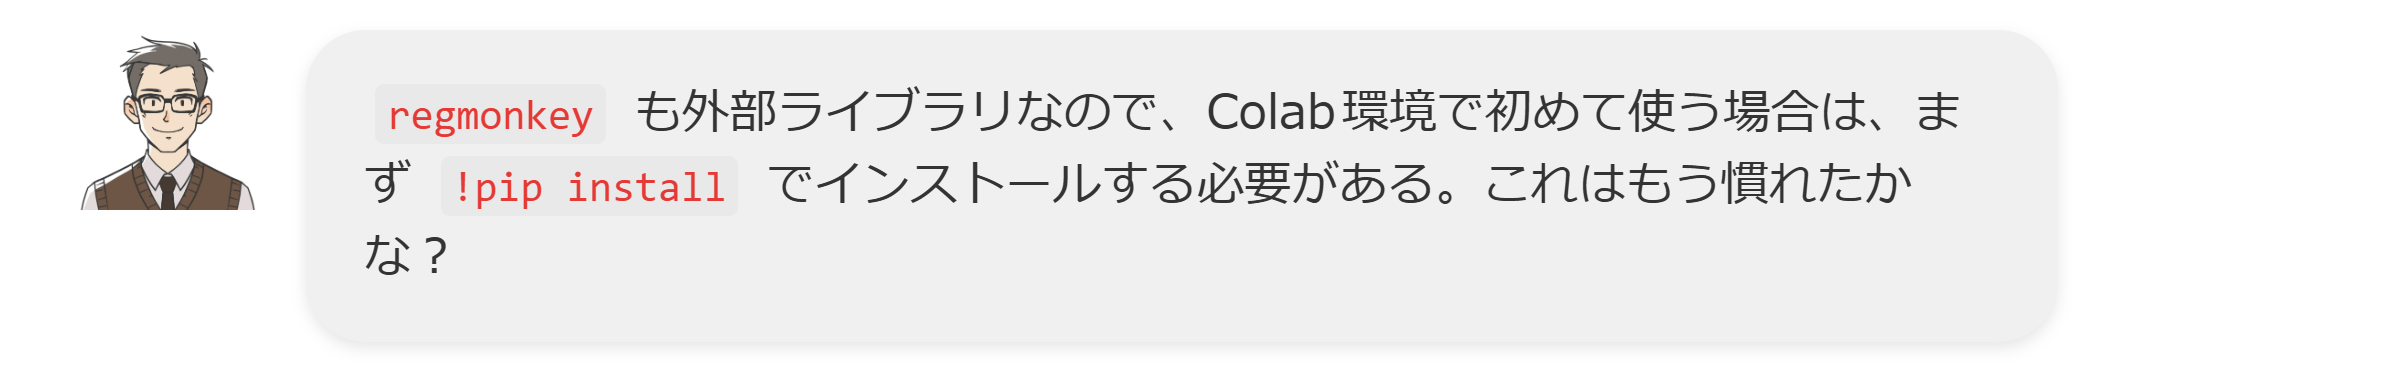 regmonkey も外部ライブラリなので、Colab環境で初めて使う場合は、ま
ず !pip install でインストールする必要がある。これはもう慣れたか
な？